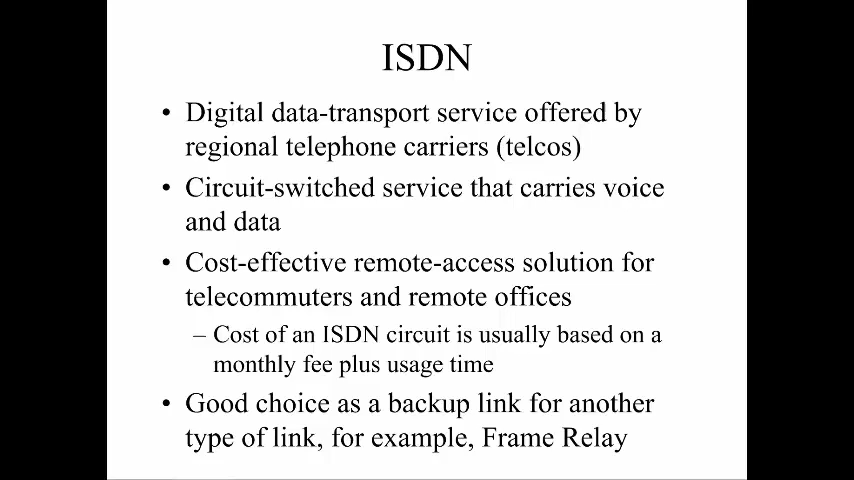 ISDN
• Digital data-transport service offered by
regional telephone carriers (telcos)
• Circuit-switched service that carries voice
and data
• Cost-effective remote-access solution for
telecommuters and remote offices
– Cost of an ISDN circuit is usually based on a
monthly fee plus usage time
• Good choice as a backup link for another
type of link, for example, Frame Relay